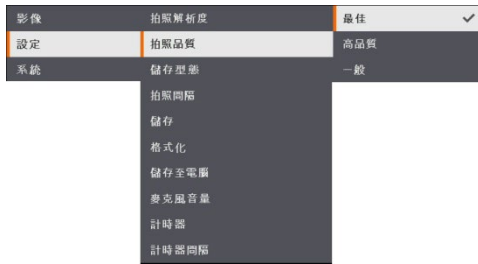 影像
設定
系統
拍照解析度
拍照品質
儲存型態
拍照間隔
儲存
格式化
儲存至電腦
麥克風音量
計時器
計時器間隔
最佳
高品質
一般